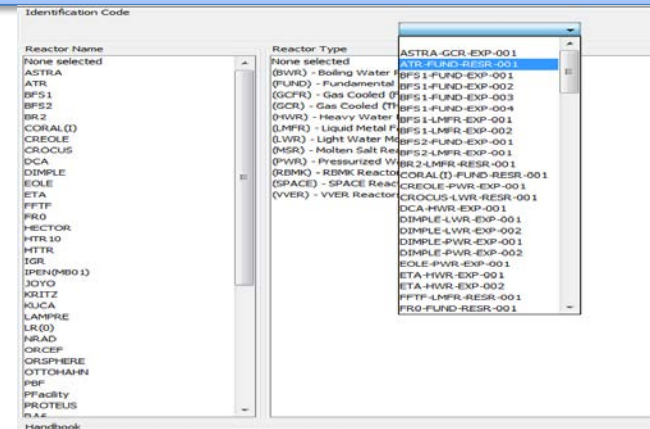 Identification Code
Reactor Name
None selected
ASTRA
ATR
BFS1
BFS2
BR2
CORAL(I)
CREOLE
CROCUS
DCA
DIMPLE
EOLE
ETA
FFTF
FR0
HECTOR
HTR10
HTTR
IGR
IPEN(MB01)
JOYO
KRITZ
KUCA
LAMPRE
LR(0)
NRAD
ORCEF
ORSPHERE
OTTOHAHN
PBF
PFacility
PROTEUS
Reactor Type
None selected
(BWR) - Boiling Water
(FUND) - Fundamental
(GCFR) - Gas Cooled (F
(GCR) - Gas Cooled (Th
(HWR) - Heavy Water
(LMFR) - Liquid Metal F
(LWR) - Light Water Mo
(MSR) - Molten Salt Rea
(PWR) - Pressurized W
(RBMK) - RBMK Reactor
(SPACE) - SPACE Reac
(VVER) - VVER Reactor
ASTRA-GCR-EXP-001
ATR-FUND-RESR-001
BFS1-FUND-EXP-001
BFS1-FUND-EXP-002
BFS1-FUND-EXP-003
BFS1-FUND-EXP-004
BFS1-LMFR-EXP-001
BFS1-LMFR-EXP-002
BFS2-FUND-EXP-001
BFS2-LMFR-EXP-001
BR2-LMFR-RESR-001
CORAL(I)-FUND-RESR-001
CREOLE-PWR-EXP-001
CROCUS-LWR-RESR-001
DCA-HWR-EXP-001
DIMPLE-LWR-EXP-001
DIMPLE-LWR-EXP-002
DIMPLE-PWR-EXP-001
DIMPLE-PWR-EXP-002
EOLE-PWR-EXP-001
ETA-HWR-EXP-001
ETA-HWR-EXP-002
FFTF-LMFR-RESR-001
FR0-FUND-RESR-001
Handbook